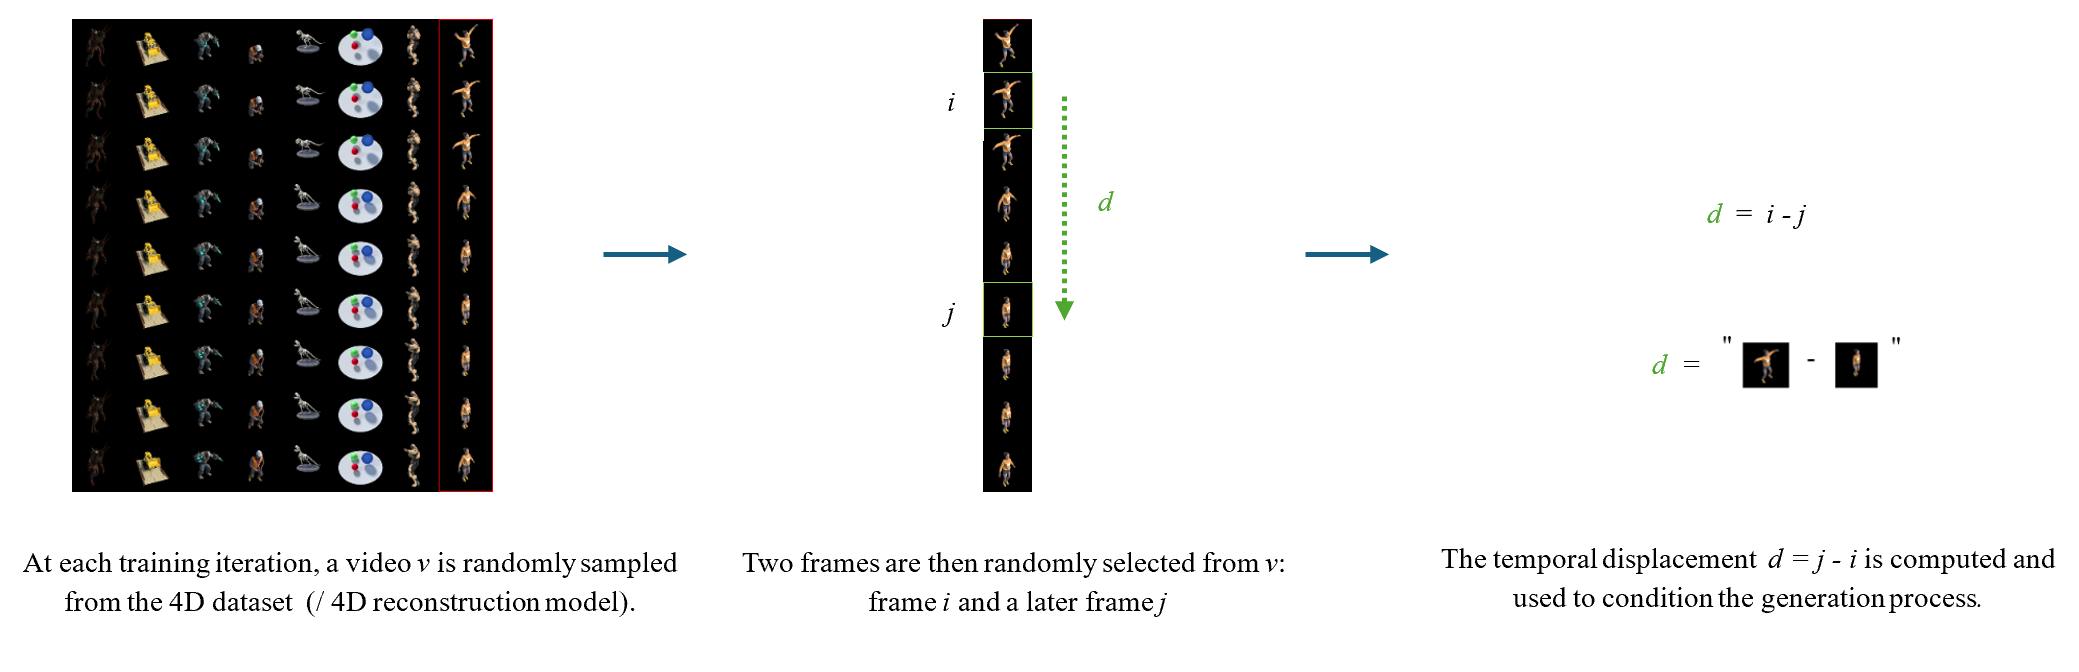 i
d
j
d = i - j
d = " - "
At each training iteration, a video v is randomly sampled
from the 4D dataset (/ 4D reconstruction model).
Two frames are then randomly selected from v:
frame i and a later frame j
The temporal displacement d = j - i is computed and
used to condition the generation process.